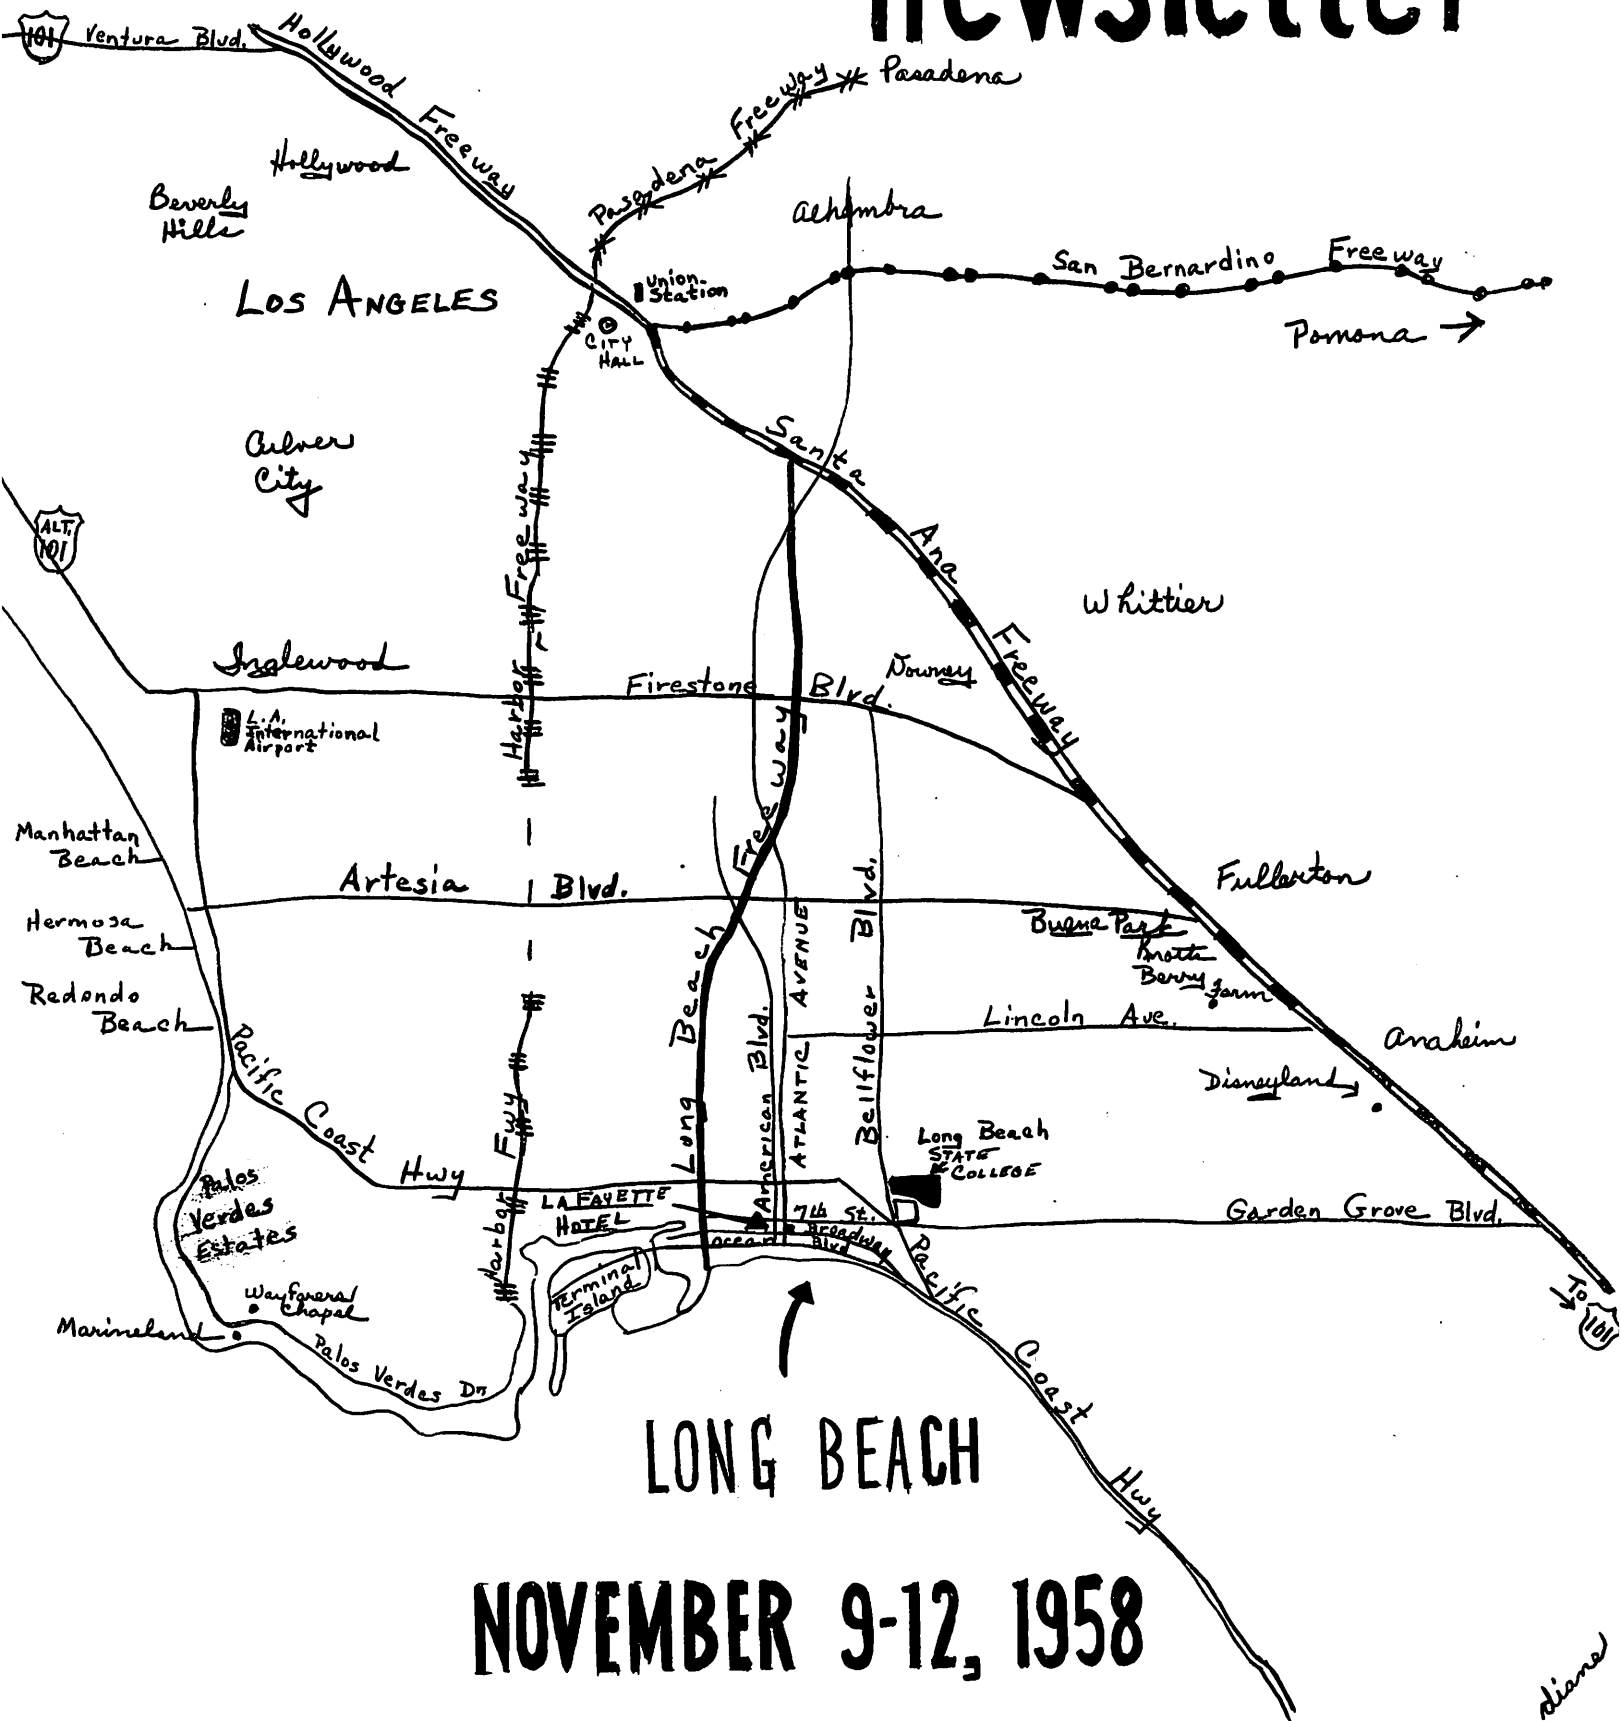 newsletter
101
Ventura Blvd.
Hollywood Freeway
Pasadena Freeway
Pasadena
Hollywood
Beverly
Hills
Alhambra
San Bernardino Freeway
LOS ANGELES
Union
Station
Pomona
CITY
HALL
Culver
City
Santa Ana Freeway
ALT.
101
Harbor Freeway
Whittier
Inglewood
Firestone Blvd.
Downey
L.A.
International
Airport
Long Beach Freeway
Manhattan
Beach
Artesia Blvd.
Fullerton
Hermosa
Beach
Buena Park
Knotts
Berry
Farm
Redondo
Beach
American Blvd.
ATLANTIC AVENUE
Bellflower Blvd.
Lincoln Ave.
Anaheim
Disneyland
Pacific Coast Hwy
Harbor Fwy
Long Beach
STATE
COLLEGE
Palos
Verdes
Estates
LA FAYETTE
HOTEL
7th St.
Broadway
Ocean Blvd
Garden Grove Blvd.
Terminal
Island
Wayfarers
Chapel
Marineland
Palos Verdes Dr
Pacific Coast Hwy
To
101
LONG BEACH
NOVEMBER 9-12, 1958
diane